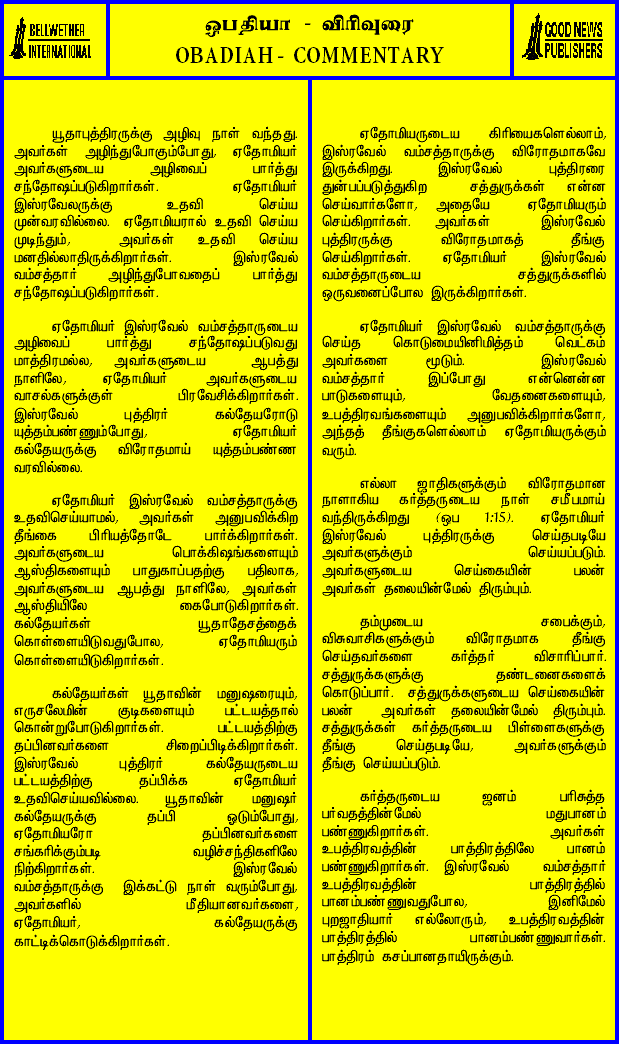 BELLWETHER
INTERNATIONAL
ஒபதியா - விரிவுரை
OBADIAH - COMMENTARY
GOOD NEWS
PUBLISHERS
யூதாபுத்திரருக்கு அழிவு நாள் வந்தது.
அவர்கள் அழிந்துபோகும்போது, ஏதோமியர்
அவர்களுடைய அழிவைப் பார்த்து
சந்தோஷப்படுகிறார்கள். ஏதோமியர்
இஸ்ரவேலருக்கு உதவி செய்ய
முன்வரவில்லை. ஏதோமியரால் உதவி செய்ய
முடிந்தும், அவர்கள் உதவி செய்ய
மனதில்லாதிருக்கிறார்கள். இஸ்ரவேல்
வம்சத்தார் அழிந்துபோவதைப் பார்த்து
சந்தோஷப்படுகிறார்கள்.
ஏதோமியர் இஸ்ரவேல் வம்சத்தாருடைய
அழிவைப் பார்த்து சந்தோஷப்படுவது
மாத்திரமல்ல, அவர்களுடைய ஆபத்து
நாளிலே, ஏதோமியர் அவர்களுடைய
வாசல்களுக்குள் பிரவேசிக்கிறார்கள்.
இஸ்ரவேல் புத்திரர் கல்தேயரோடு
யுத்தம்பண்ணும்போது, ஏதோமியர்
கல்தேயருக்கு விரோதமாய் யுத்தம்பண்ண
வரவில்லை.
ஏதோமியர் இஸ்ரவேல் வம்சத்தாருக்கு
உதவிசெய்யாமல், அவர்கள் அனுபவிக்கிற
தீங்கை பிரியத்தோடே பார்க்கிறார்கள்.
அவர்களுடைய பொக்கிஷங்களையும்
ஆஸ்திகளையும் பாதுகாப்பதற்கு பதிலாக,
அவர்களுடைய ஆபத்து நாளிலே, அவர்கள்
ஆஸ்தியிலே கைபோடுகிறார்கள்.
கல்தேயர்கள் யூதாதேசத்தைக்
கொள்ளையிடுவதுபோல, ஏதோமியரும்
கொள்ளையிடுகிறார்கள்.
கல்தேயர்கள் யூதாவின் மனுஷரையும்,
எருசலேமின் குடிகளையும் பட்டயத்தால்
கொன்றுபோடுகிறார்கள். பட்டயத்திற்கு
தப்பினவர்களை சிறைப்பிடிக்கிறார்கள்.
இஸ்ரவேல் புத்திரர் கல்தேயருடைய
பட்டயத்திற்கு தப்பிக்க ஏதோமியர்
உதவிசெய்யவில்லை. யூதாவின் மனுஷர்
கல்தேயருக்கு தப்பி ஓடும்போது,
ஏதோமியரோ தப்பினவர்களை
சங்கரிக்கும்படி வழிச்சந்திகளிலே
நிற்கிறார்கள். இஸ்ரவேல்
வம்சத்தாருக்கு இக்கட்டு நாள் வரும்போது,
அவர்களில் மீதியானவர்களை,
ஏதோமியர், கல்தேயருக்கு
காட்டிக்கொடுக்கிறார்கள்.
ஏதோமியருடைய கிரியைகளெல்லாம்,
இஸ்ரவேல் வம்சத்தாருக்கு விரோதமாகவே
இருக்கிறது. இஸ்ரவேல் புத்திரரை
துன்பப்படுத்துகிற சத்துருக்கள் என்ன
செய்வார்களோ, அதையே ஏதோமியரும்
செய்கிறார்கள். அவர்கள் இஸ்ரவேல்
புத்திரருக்கு விரோதமாகத் தீங்கு
செய்கிறார்கள். ஏதோமியர் இஸ்ரவேல்
வம்சத்தாருடைய சத்துருக்களில்
ஒருவனைப்போல இருக்கிறார்கள்.
ஏதோமியர் இஸ்ரவேல் வம்சத்தாருக்கு
செய்த கொடுமையினிமித்தம் வெட்கம்
அவர்களை மூடும். இஸ்ரவேல்
வம்சத்தார் இப்போது என்னென்ன
பாடுகளையும், வேதனைகளையும்,
உபத்திரவங்களையும் அனுபவிக்கிறார்களோ,
அந்தத் தீங்குகளெல்லாம் ஏதோமியருக்கும்
வரும்.
எல்லா ஜாதிகளுக்கும் விரோதமான
நாளாகிய கர்த்தருடைய நாள் சமீபமாய்
வந்திருக்கிறது (ஒப 1:15). ஏதோமியர்
இஸ்ரவேல் புத்திரருக்கு செய்தபடியே
அவர்களுக்கும் செய்யப்படும்.
அவர்களுடைய செய்கையின் பலன்
அவர்கள் தலையின்மேல் திரும்பும்.
தம்முடைய சபைக்கும்,
விசுவாசிகளுக்கும் விரோதமாக தீங்கு
செய்தவர்களை கர்த்தர் விசாரிப்பார்.
சத்துருக்களுக்கு தண்டனைகளைக்
கொடுப்பார். சத்துருக்களுடைய செய்கையின்
பலன் அவர்கள் தலையின்மேல் திரும்பும்.
சத்துருக்கள் கர்த்தருடைய பிள்ளைகளுக்கு
தீங்கு செய்தபடியே, அவர்களுக்கும்
தீங்கு செய்யப்படும்.
கர்த்தருடைய ஜனம் பரிசுத்த
பர்வதத்தின்மேல் மதுபானம்
பண்ணுகிறார்கள். அவர்கள்
உபத்திரவத்தின் பாத்திரத்திலே பானம்
பண்ணுகிறார்கள். இஸ்ரவேல் வம்சத்தார்
உபத்திரவத்தின் பாத்திரத்தில்
பானம்பண்ணுவதுபோல, இனிமேல்
புறஜாதியார் எல்லோரும், உபத்திரவத்தின்
பாத்திரத்தில் பானம்பண்ணுவார்கள்.
பாத்திரம் கசப்பானதாயிருக்கும்.